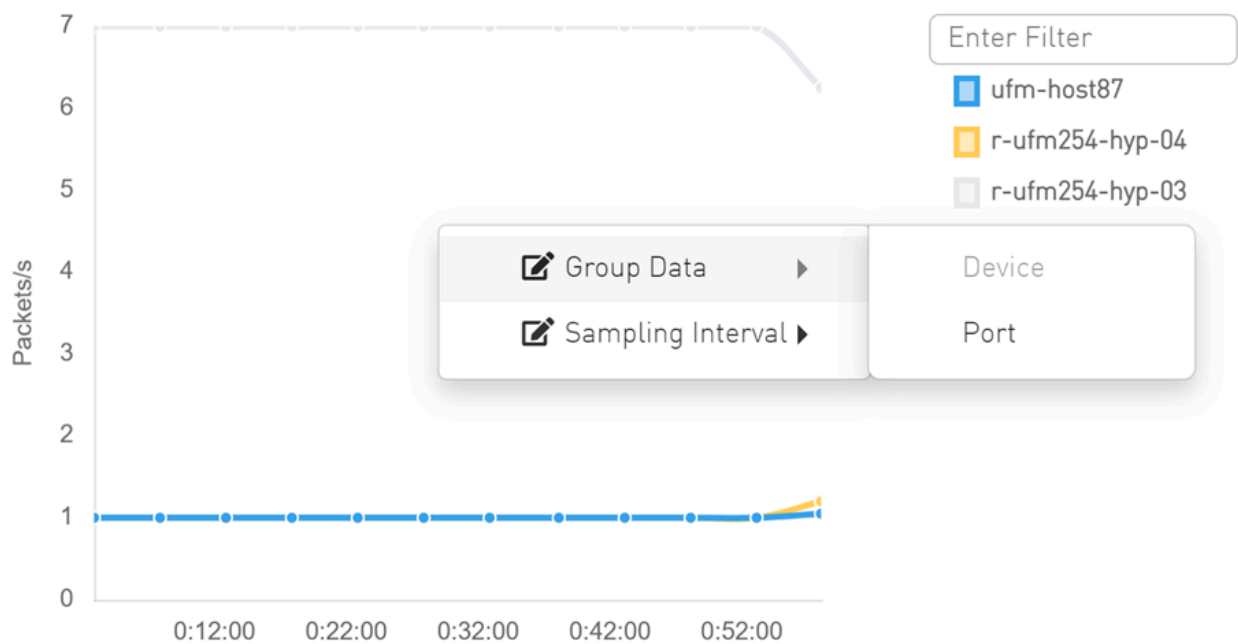 7
6
5
4
3
2
1
0
Packets/s
0:12:00
0:22:00
0:32:00
0:42:00
0:52:00
Enter Filter
ufm-host87
r-ufm254-hyp-04
r-ufm254-hyp-03
Group Data
Sampling Interval
Device
Port